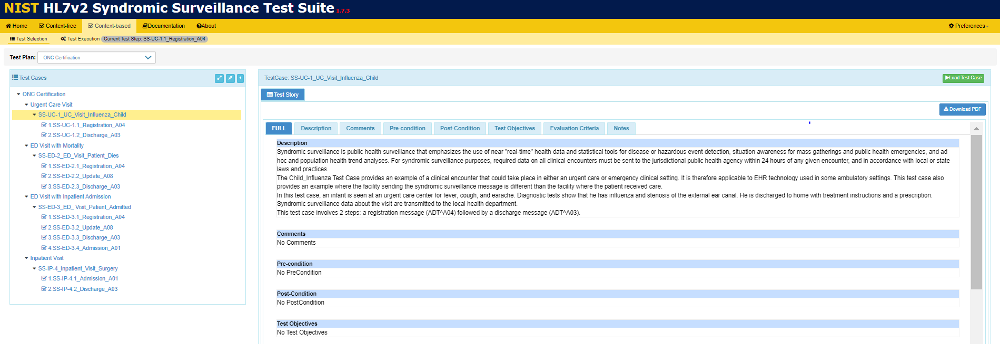 NIST HL7v2 Syndromic Surveillance Test Suite 1.7.3
Home Context-free Context-based Documentation About Preferences
Test Selection Test Execution Current Test Step: SS-UC-1.1_Registration_A04
Test Plan: ONC Certification
Test Cases
ONC Certification
Urgent Care Visit
SS-UC-1_UC_Visit_Influenza_Child
1.SS-UC-1.1_Registration_A04
2.SS-UC-1.2_Discharge_A03
ED Visit with Mortality
SS-ED-2_ED_Visit_Patient_Dies
1.SS-ED-2.1_Registration_A04
2.SS-ED-2.2_Update_A08
3.SS-ED-2.3_Discharge_A03
ED Visit with Inpatient Admission
SS-ED-3_ED_ Visit_Patient_Admitted
1.SS-ED-3.1_Registration_A04
2.SS-ED-3.2_Update_A08
3.SS-ED-3.3_Discharge_A03
4.SS-ED-3.4_Admission_A01
Inpatient Visit
SS-IP-4_Inpatient_Visit_Surgery
1.SS-IP-4.1_Admission_A01
2.SS-IP-4.2_Discharge_A03
TestCase: SS-UC-1_UC_Visit_Influenza_Child
Load Test Case
Test Story
Download PDF
FULL Description Comments Pre-condition Post-Condition Test Objectives Evaluation Criteria Notes
Description
Syndromic surveillance is public health surveillance that emphasizes the use of near "real-time" health data and statistical tools for disease or hazardous event detection, situation awareness for mass gatherings and public health emergencies, and ad
hoc and population health trend analyses. For syndromic surveillance purposes, required data on all clinical encounters must be sent to the jurisdictional public health agency within 24 hours of any given encounter, and in accordance with local or state
laws and practices.
The Child_Influenza Test Case provides an example of a clinical encounter that could take place in either an urgent care or emergency clinical setting. It is therefore applicable to EHR technology used in some ambulatory settings. This test case also
provides an example where the facility sending the syndromic surveillance message is different than the facility where the patient received care.
In this test case, an infant is seen at an urgent care center for fever, cough, and earache. Diagnostic tests show that he has influenza and stenosis of the external ear canal. He is discharged to home with treatment instructions and a prescription.
Syndromic surveillance data about the visit are transmitted to the local health department.
This test case involves 2 steps: a registration message (ADT^A04) followed by a discharge message (ADT^A03).
Comments
No Comments
Pre-condition
No PreCondition
Post-Condition
No PostCondition
Test Objectives
No Test Objectives